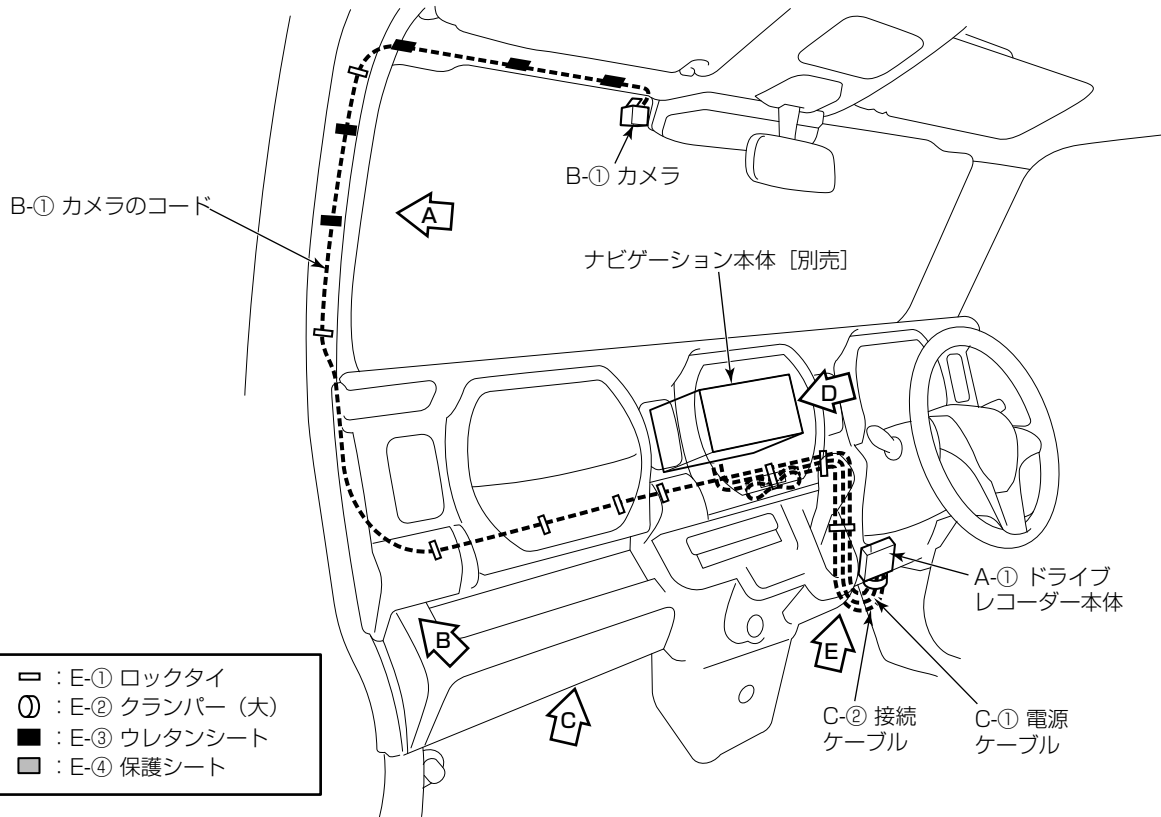 B-① カメラ
B-① カメラのコード
A
ナビゲーション本体［別売］
D
A-① ドライブ
レコーダー本体
B
E
C
C-② 接続
ケーブル
C-① 電源
ケーブル
：E-① ロックタイ
：E-② クランパー（大）
：E-③ ウレタンシート
：E-④ 保護シート